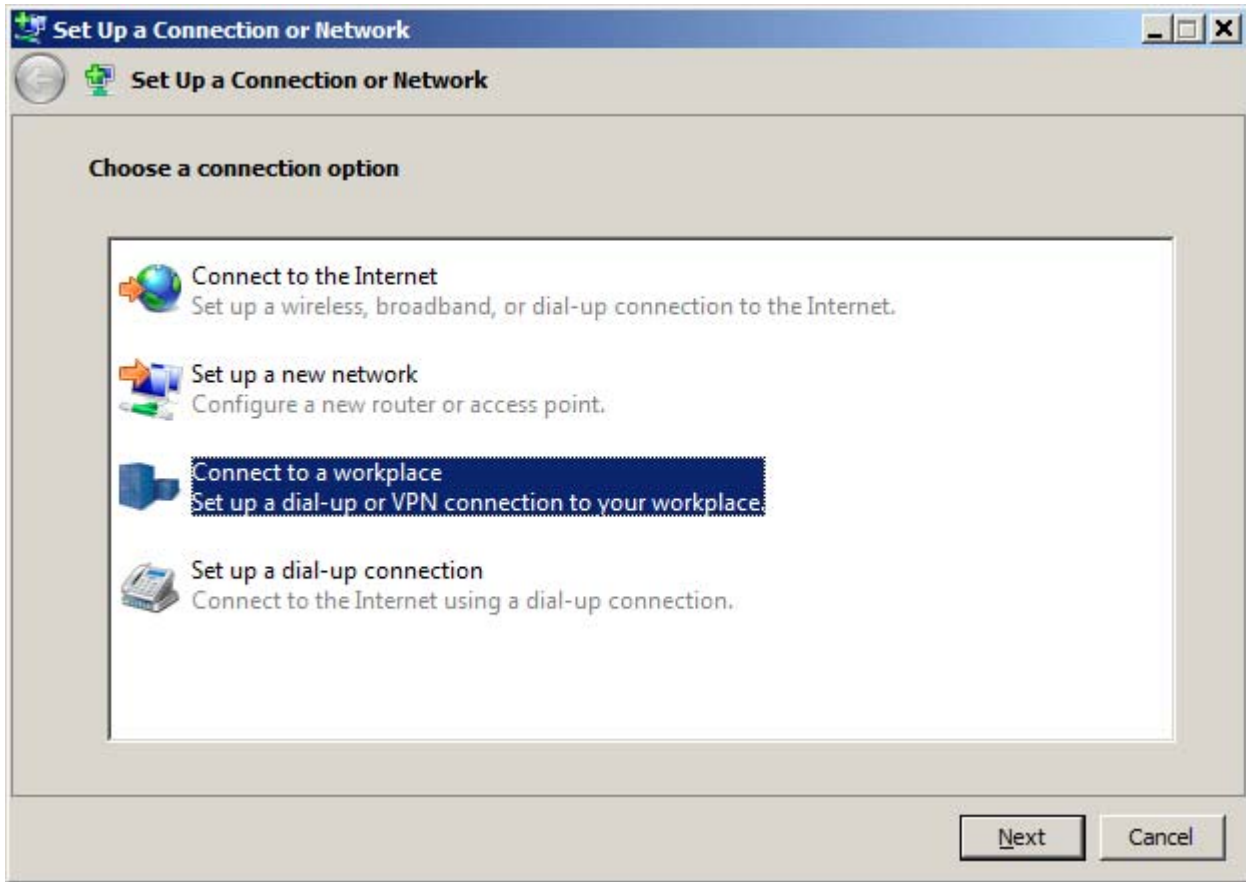 Set Up a Connection or Network
Set Up a Connection or Network
Choose a connection option
Connect to the Internet
Set up a wireless, broadband, or dial-up connection to the Internet.
Set up a new network
Configure a new router or access point.
Connect to a workplace
Set up a dial-up or VPN connection to your workplace.
Set up a dial-up connection
Connect to the Internet using a dial-up connection.
Next Cancel